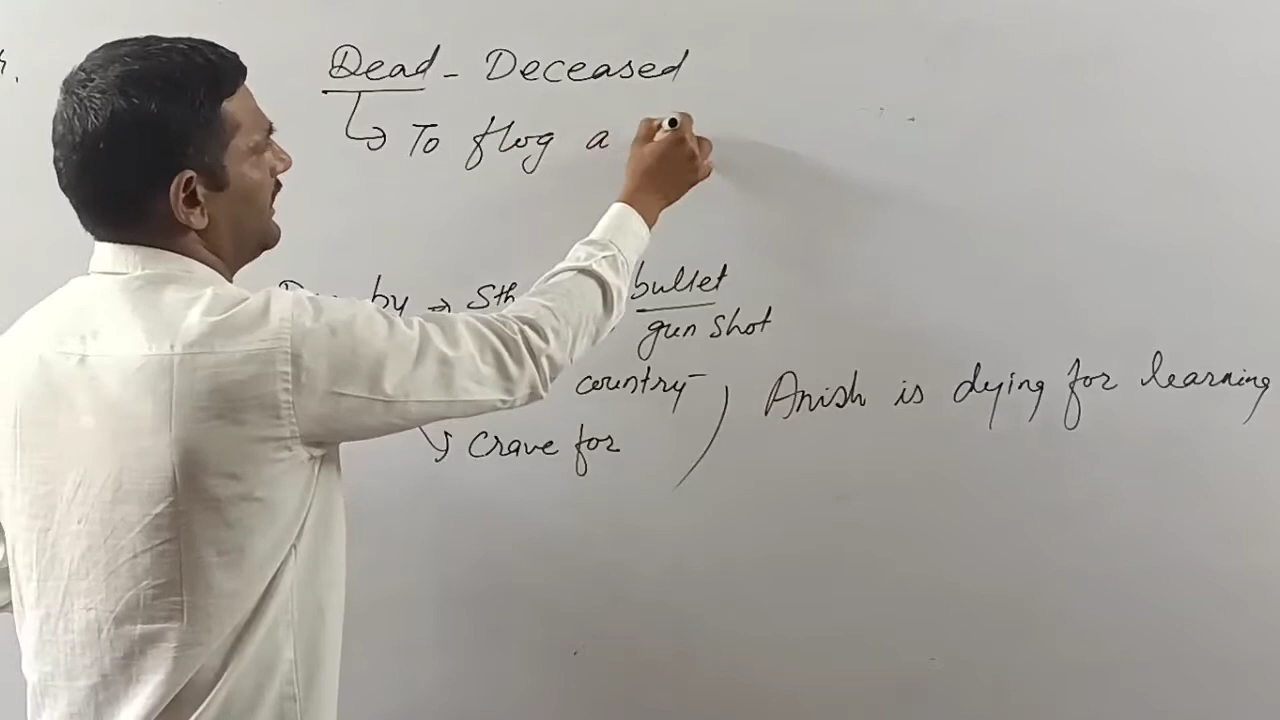 Dead - Deceased
↳ To flog a
by → Sth bullet
gun shot
country ) Anish is dying for learning
↳ Crave for